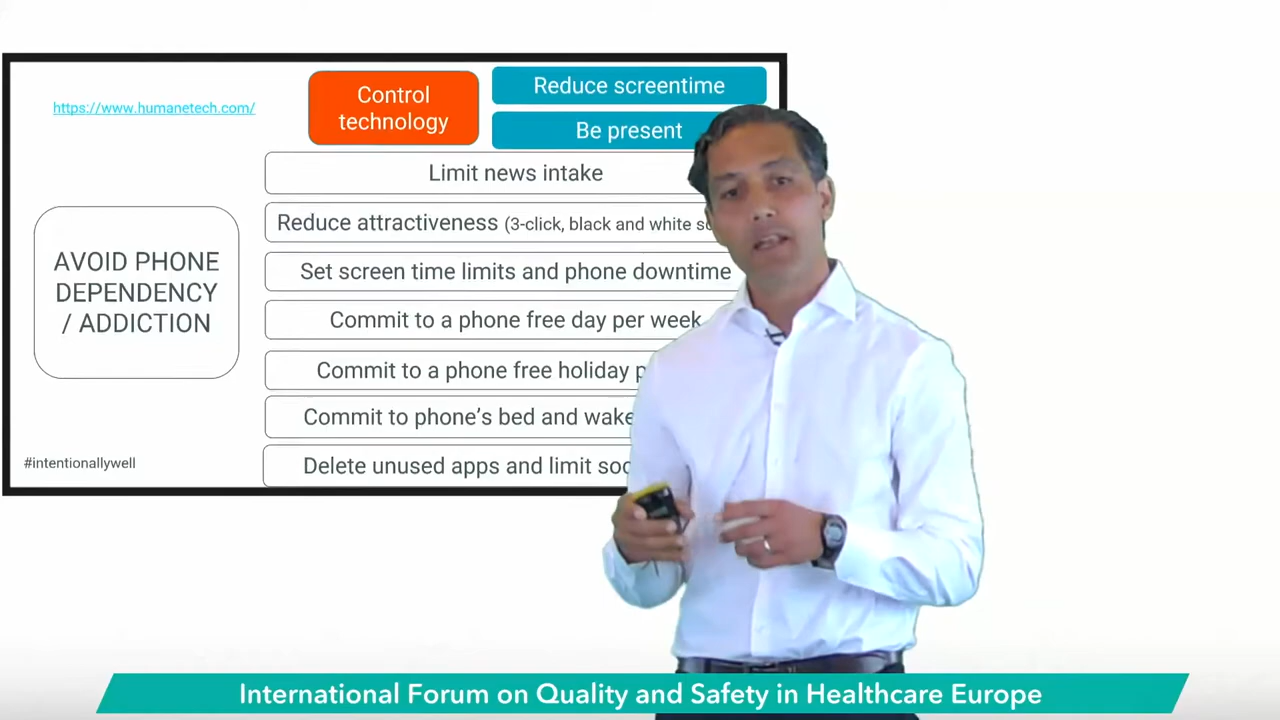 https://www.humanetech.com/
Control
technology
Reduce screentime
Be present
Limit news intake
Reduce attractiveness (3-click, black and white
Set screen time limits and phone downtime
Commit to a phone free day per week
Commit to a phone free holiday
Commit to phone's bed and wake
Delete unused apps and limit
AVOID PHONE
DEPENDENCY
/ ADDICTION
#intentionallywell
International Forum on Quality and Safety in Healthcare Europe